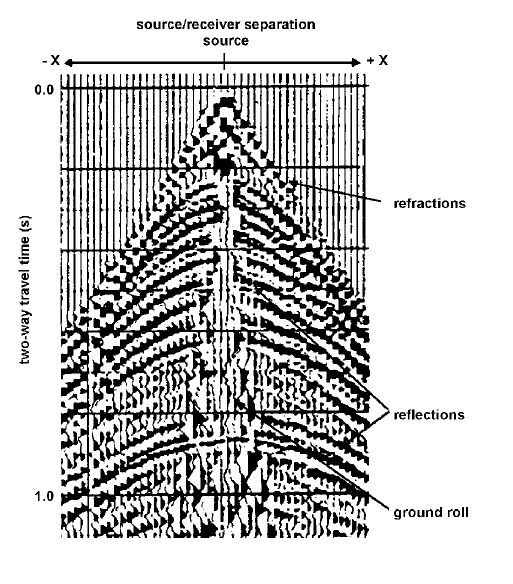 source/receiver separation
source
- X
+ X
0.0
refractions
two-way travel time (s)
reflections
1.0
ground roll